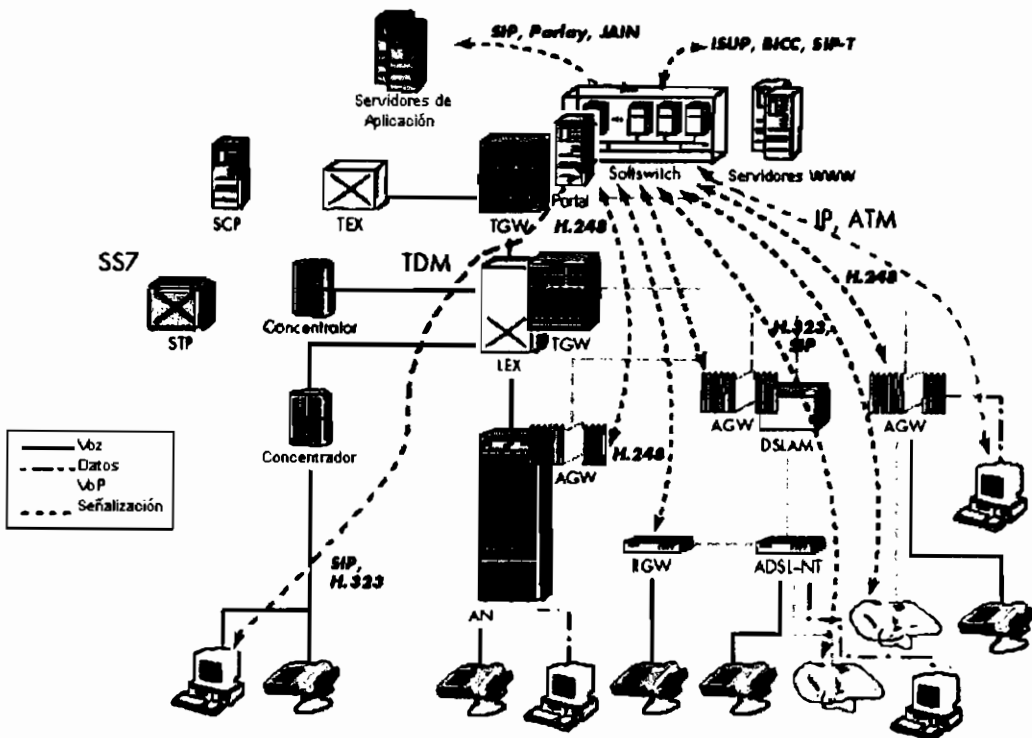 SIP, Parlay, JAIN
ISUP, BICC, SIP-T
Servidores de
Aplicación
Softswitch
Servidores WWW
Portal
SCP
TEX
TGW
H.248
IP, ATM
SS7
TDM
H.248
STP
Concentrador
LEX
TGW
H.323,
SIP
AGW
DSLAM
AGW
Voz
Datos
VoP
Señalización
Concentrador
AGW
H.248
SIP,
H.323
RGW
ADSL-NT
AN